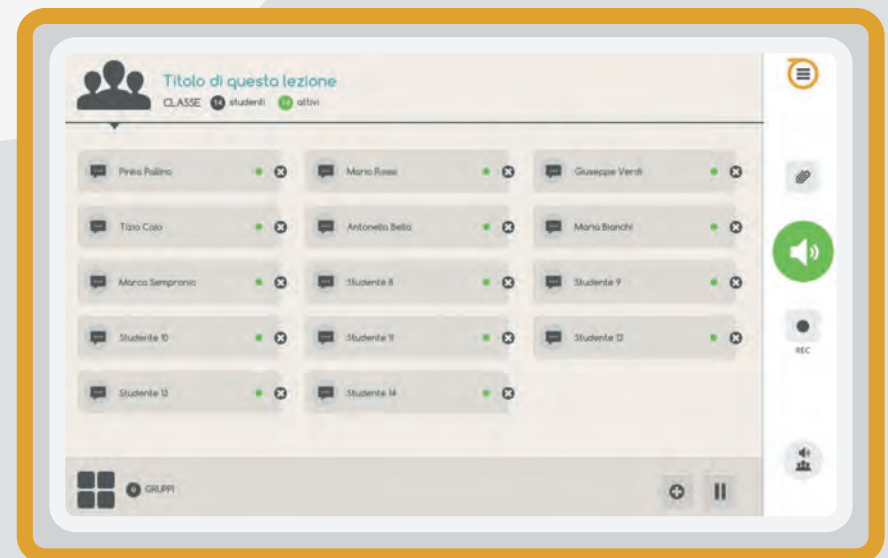 Titolo di questa lezione
CLASSE 14 studenti 14 attivi
Pinko Pallino
Mario Rossi
Giuseppe Verdi
Tizio Caio
Antonello Bello
Maria Bianchi
Marco Sempronio
Studente 8
Studente 9
Studente 10
Studente 11
Studente 12
REC
Studente 13
Studente 14
0 GRUPPI